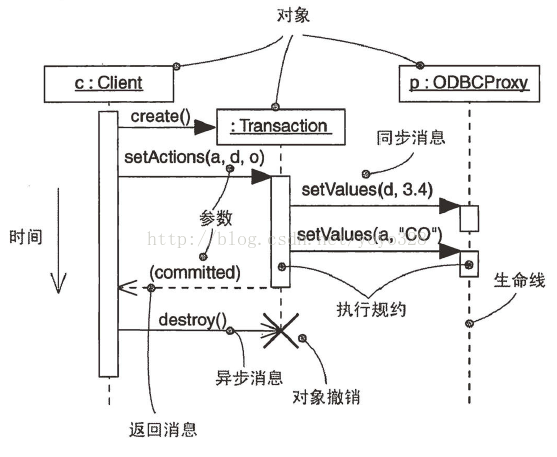 对象
c : Client
p : ODBCProxy
create()
: Transaction
setActions(a, d, o)
同步消息
setValues(d, 3.4)
时间
参数
setValues(a, "CO")
(committed)
执行规约
生命线
destroy()
异步消息
对象撤销
返回消息